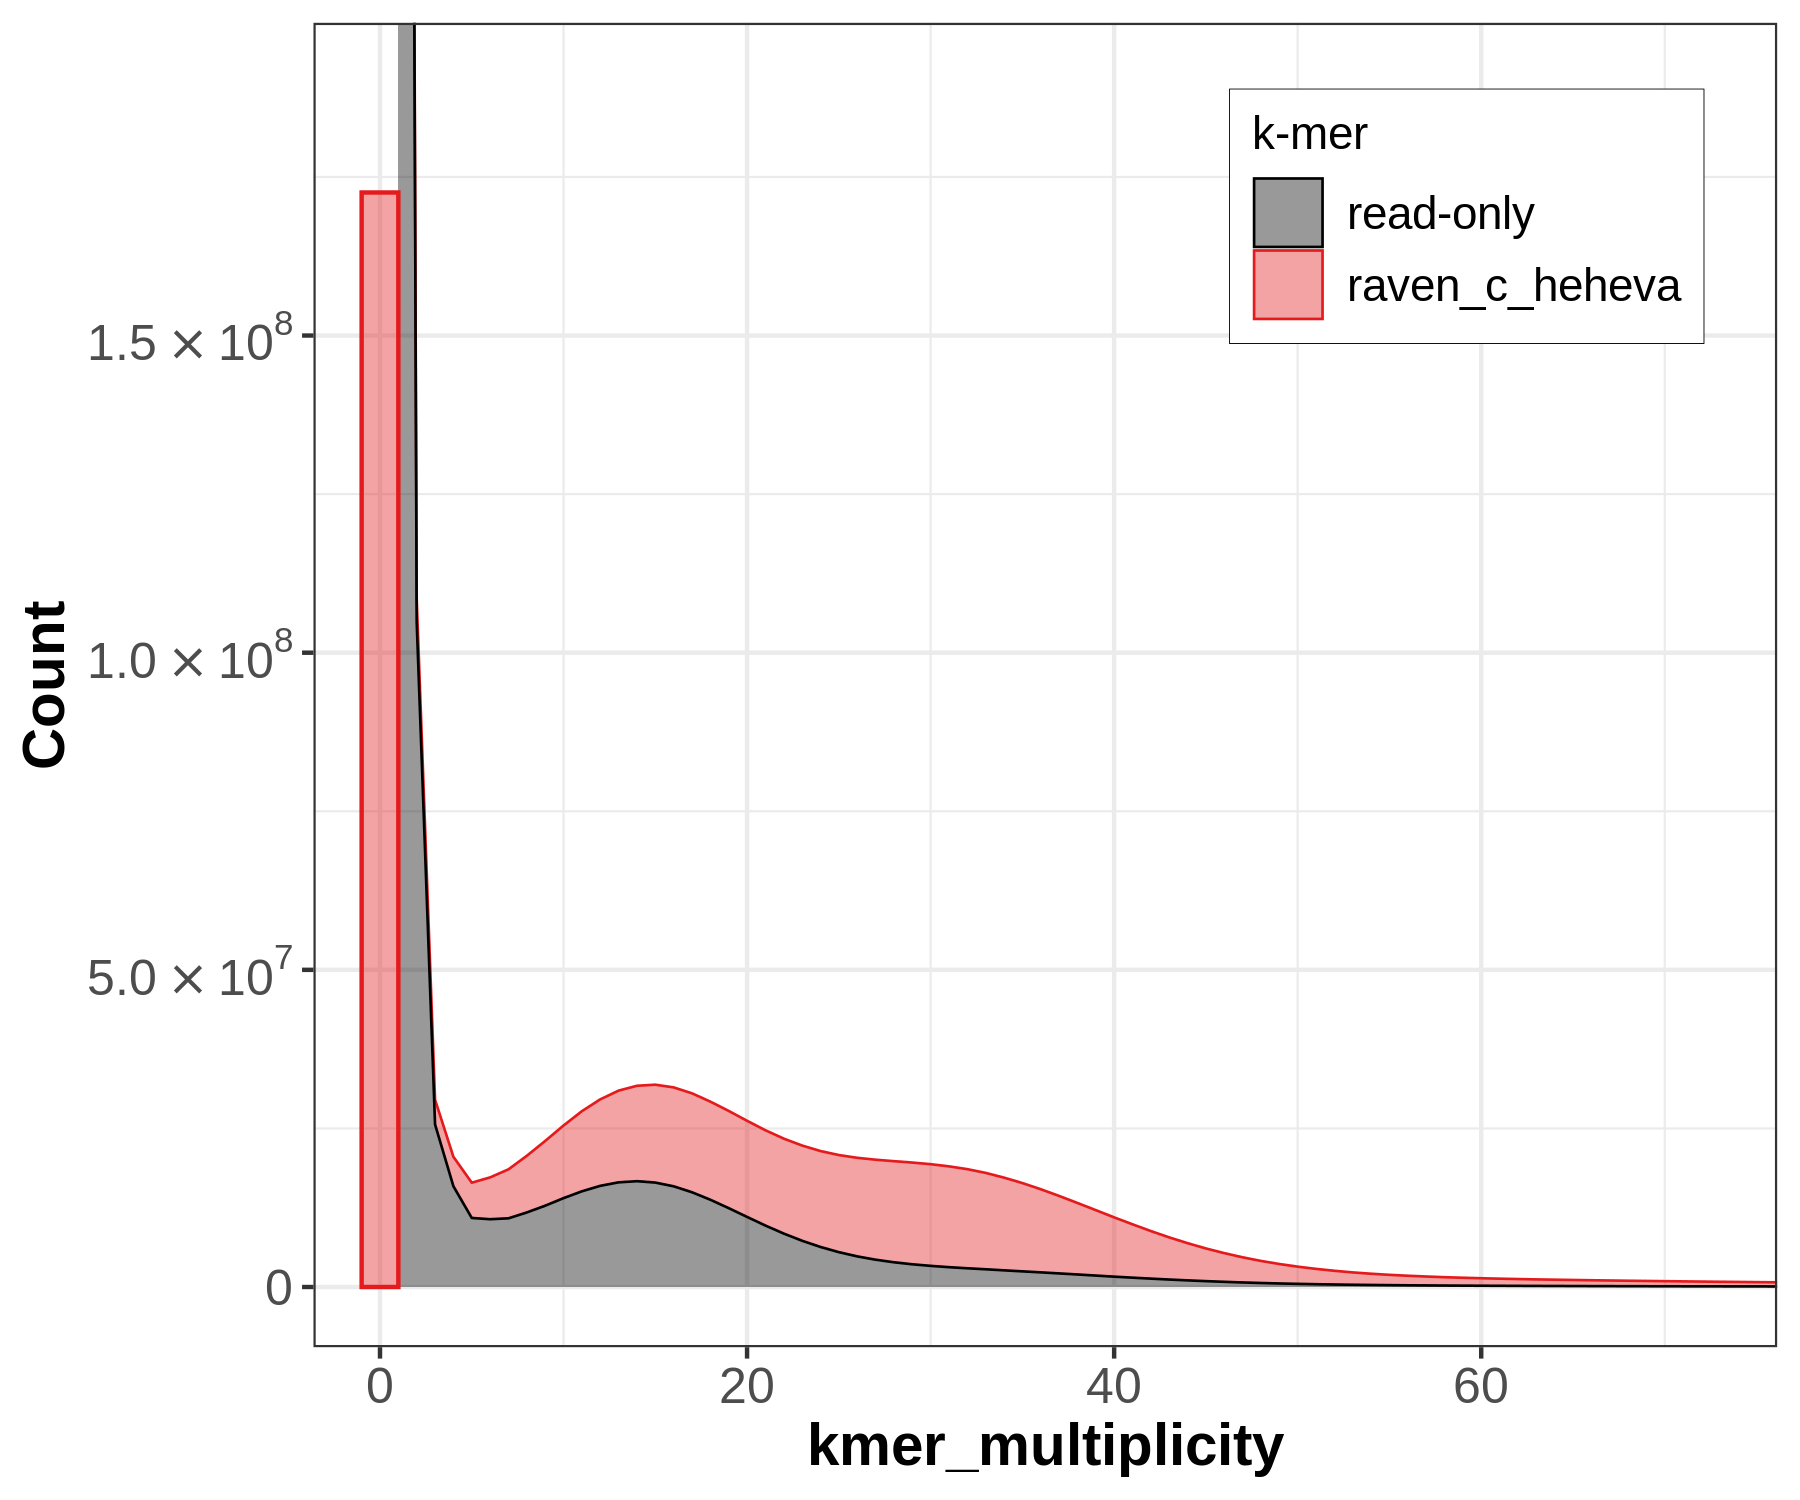 k-mer
read-only
raven_c_heheva
1.5 × 10⁸
1.0 × 10⁸
5.0 × 10⁷
0
Count
0 20 40 60
kmer_multiplicity